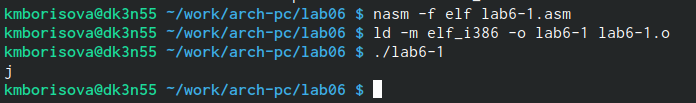 kmborisova@dk3n55 ~/work/arch-pc/lab06 $ nasm -f elf lab6-1.asm
kmborisova@dk3n55 ~/work/arch-pc/lab06 $ ld -m elf_i386 -o lab6-1 lab6-1.o
kmborisova@dk3n55 ~/work/arch-pc/lab06 $ ./lab6-1
j
kmborisova@dk3n55 ~/work/arch-pc/lab06 $